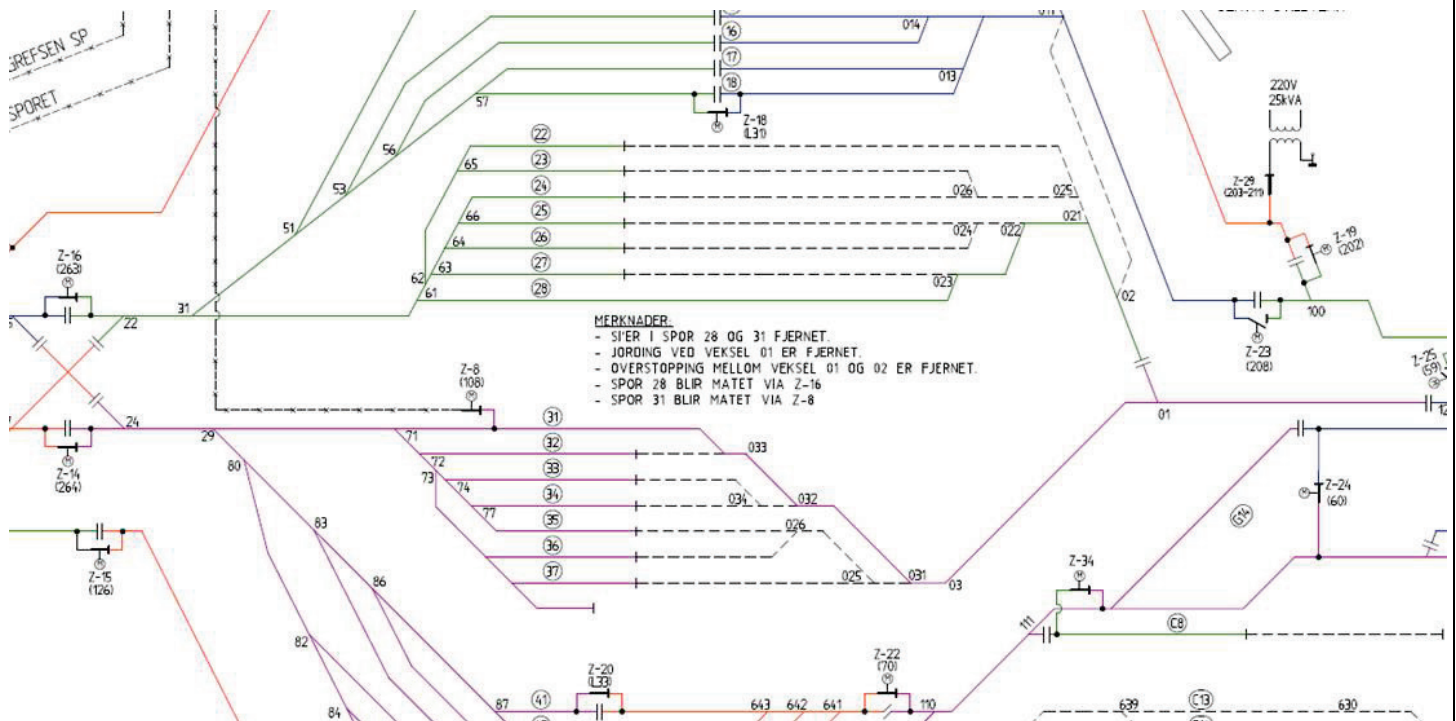 GREFSEN SP
SPORET
014
16
17
013
18
57
Z-18
(L31)
220V
25kVA
56
22
23
65
24
026
025
Z-29
(203-211)
53
25
66
021
51
024
022
26
64
Z-19
(202)
Z-16
(263)
27
63
62
023
28
61
02
31
22
100
MERKNADER:
- SI'ER I SPOR 28 OG 31 FJERNET.
- JORDING VED VEKSEL 01 ER FJERNET.
- OVERSTOPPING MELLOM VEKSEL 01 OG 02 ER FJERNET.
- SPOR 28 BLIR MATET VIA Z-16
- SPOR 31 BLIR MATET VIA Z-8
Z-23
(208)
Z-25
(59)
Z-8
(108)
01
24
29
31
71
32
033
72
80
73
33
Z-14
(264)
74
34
034
032
Z-24
(60)
77
83
35
026
G14
36
Z-34
Z-15
(126)
86
37
025
031
03
111
C8
82
Z-20
(L33)
Z-22
(70)
84
87
41
643
642
641
110
639
C13
630